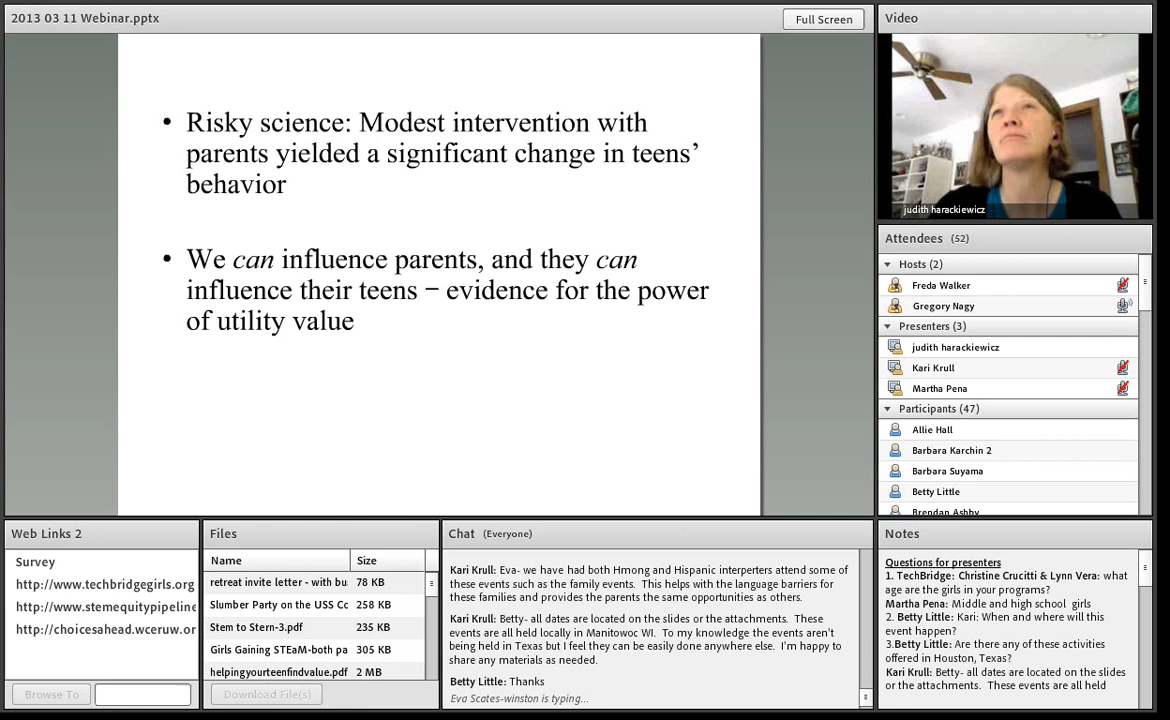 2013 03 11 Webinar.pptx
Full Screen
• Risky science: Modest intervention with
parents yielded a significant change in teens’
behavior
• We can influence parents, and they can
influence their teens – evidence for the power
of utility value
Video
judith harackiewicz
Attendees (52)
Hosts (2)
Freda Walker
Gregory Nagy
Presenters (3)
judith harackiewicz
Kari Krull
Martha Pena
Participants (47)
Allie Hall
Barbara Karchin 2
Barbara Suyama
Betty Little
Brendan Ashby
Web Links 2
Survey
http://www.techbridgegirls.org
http://www.stemequitypipeline
http://choicesahead.wceruw.or
Browse To
Files
Name Size
retreat invite letter - with bu 78 KB
Slumber Party on the USS Cc 258 KB
Stem to Stern-3.pdf 235 KB
Girls Gaining STEaM-both pa 305 KB
helpingyourteenfindvalue.pdf 2 MB
Download File(s)
Chat (Everyone)
Kari Krull: Eva- we have had both Hmong and Hispanic interperters attend some of
these events such as the family events. This helps with the language barriers for
these families and provides the parents the same opportunities as others.
Kari Krull: Betty- all dates are located on the slides or the attachments. These
events are all held locally in Manitowoc WI. To my knowledge the events aren't
being held in Texas but I feel they can be easily done anywhere else. I'm happy to
share any materials as needed.
Betty Little: Thanks
Eva Scates-winston is typing...
Notes
Questions for presenters
1. TechBridge: Christine Crucitti & Lynn Vera: what
age are the girls in your programs?
Martha Pena: Middle and high school girls
2. Betty Little: Kari: When and where will this
event happen?
3.Betty Little: Are there any of these activities
offered in Houston, Texas?
Kari Krull: Betty- all dates are located on the slides
or the attachments. These events are all held